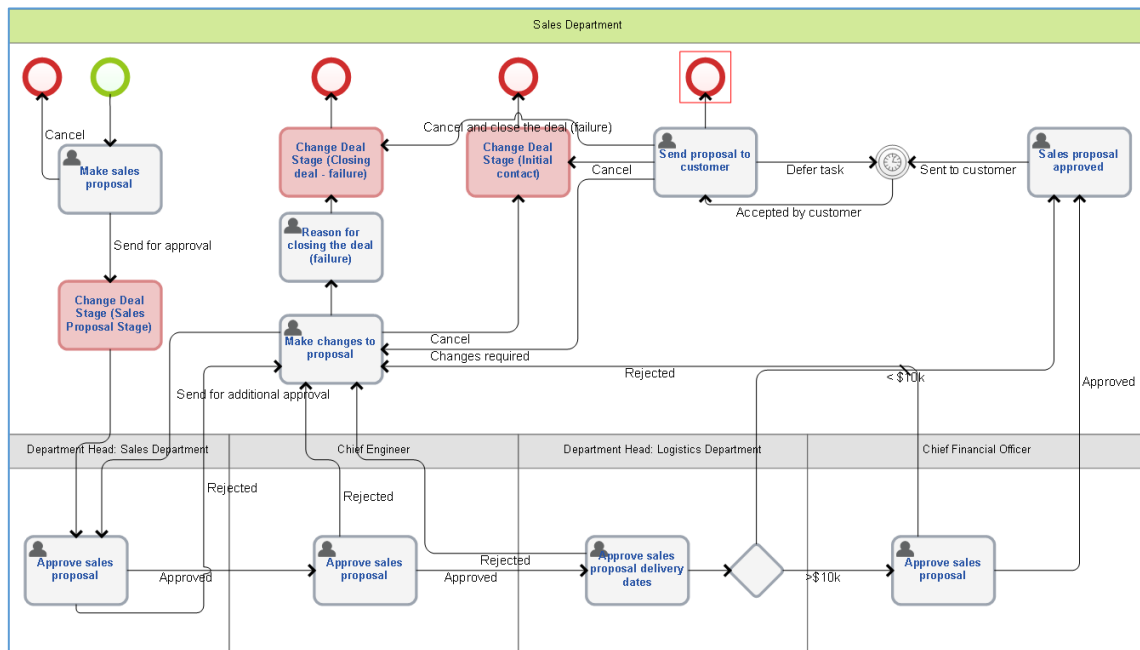 Sales Department
Cancel
Make sales
proposal
Send for approval
Change Deal
Stage (Sales
Proposal Stage)
Change Deal
Stage (Closing
deal - failure)
Reason for
closing the deal
(failure)
Make changes to
proposal
Cancel and close the deal (failure)
Change Deal
Stage (Initial
contact)
Cancel
Send proposal to
customer
Defer task
Sent to customer
Accepted by customer
Sales proposal
approved
Cancel
Changes required
Rejected
< $10k
Approved
Send for additional approval
Department Head: Sales Department
Chief Engineer
Department Head: Logistics Department
Chief Financial Officer
Rejected
Rejected
Rejected
Approve sales
proposal
Approved
Approve sales
proposal
Approved
Approve sales
proposal delivery
dates
>$10k
Approve sales
proposal